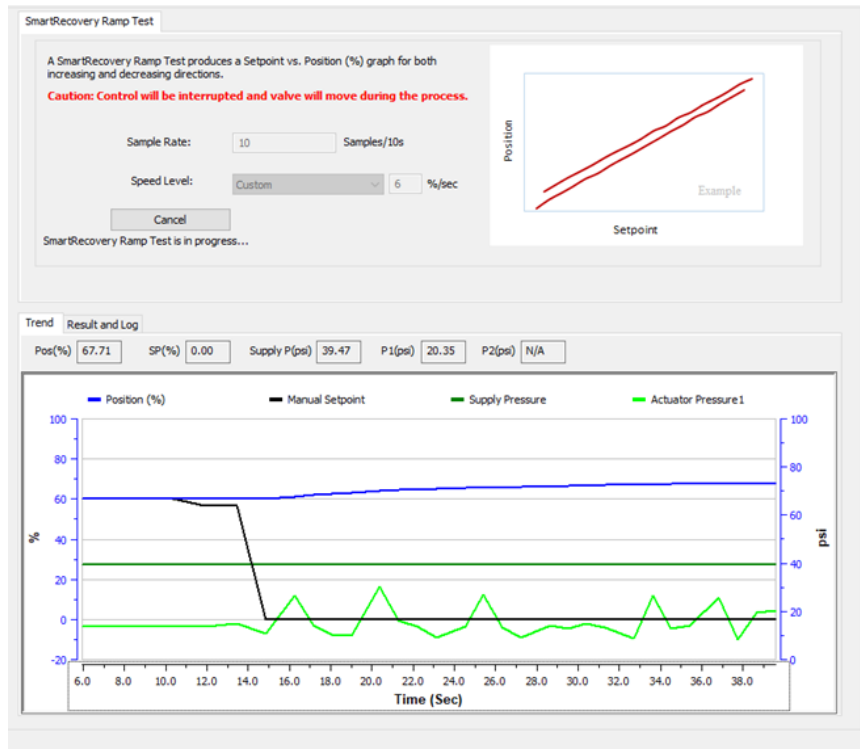 SmartRecovery Ramp Test
A SmartRecovery Ramp Test produces a Setpoint vs. Position (%) graph for both
increasing and decreasing directions.
Caution: Control will be interrupted and valve will move during the process.
Sample Rate: 10 Samples/10s
Speed Level: Custom 6 %/sec
Cancel
SmartRecovery Ramp Test is in progress...
Position
Example
Setpoint
Trend Result and Log
Pos(%) 67.71 SP(%) 0.00 Supply P(psi) 39.47 P1(psi) 20.35 P2(psi) N/A
Position (%) Manual Setpoint Supply Pressure Actuator Pressure1
100 100
80 80
60 60
40 40
20 20
0 0
-20
%
psi
6.0 8.0 10.0 12.0 14.0 16.0 18.0 20.0 22.0 24.0 26.0 28.0 30.0 32.0 34.0 36.0 38.0
Time (Sec)